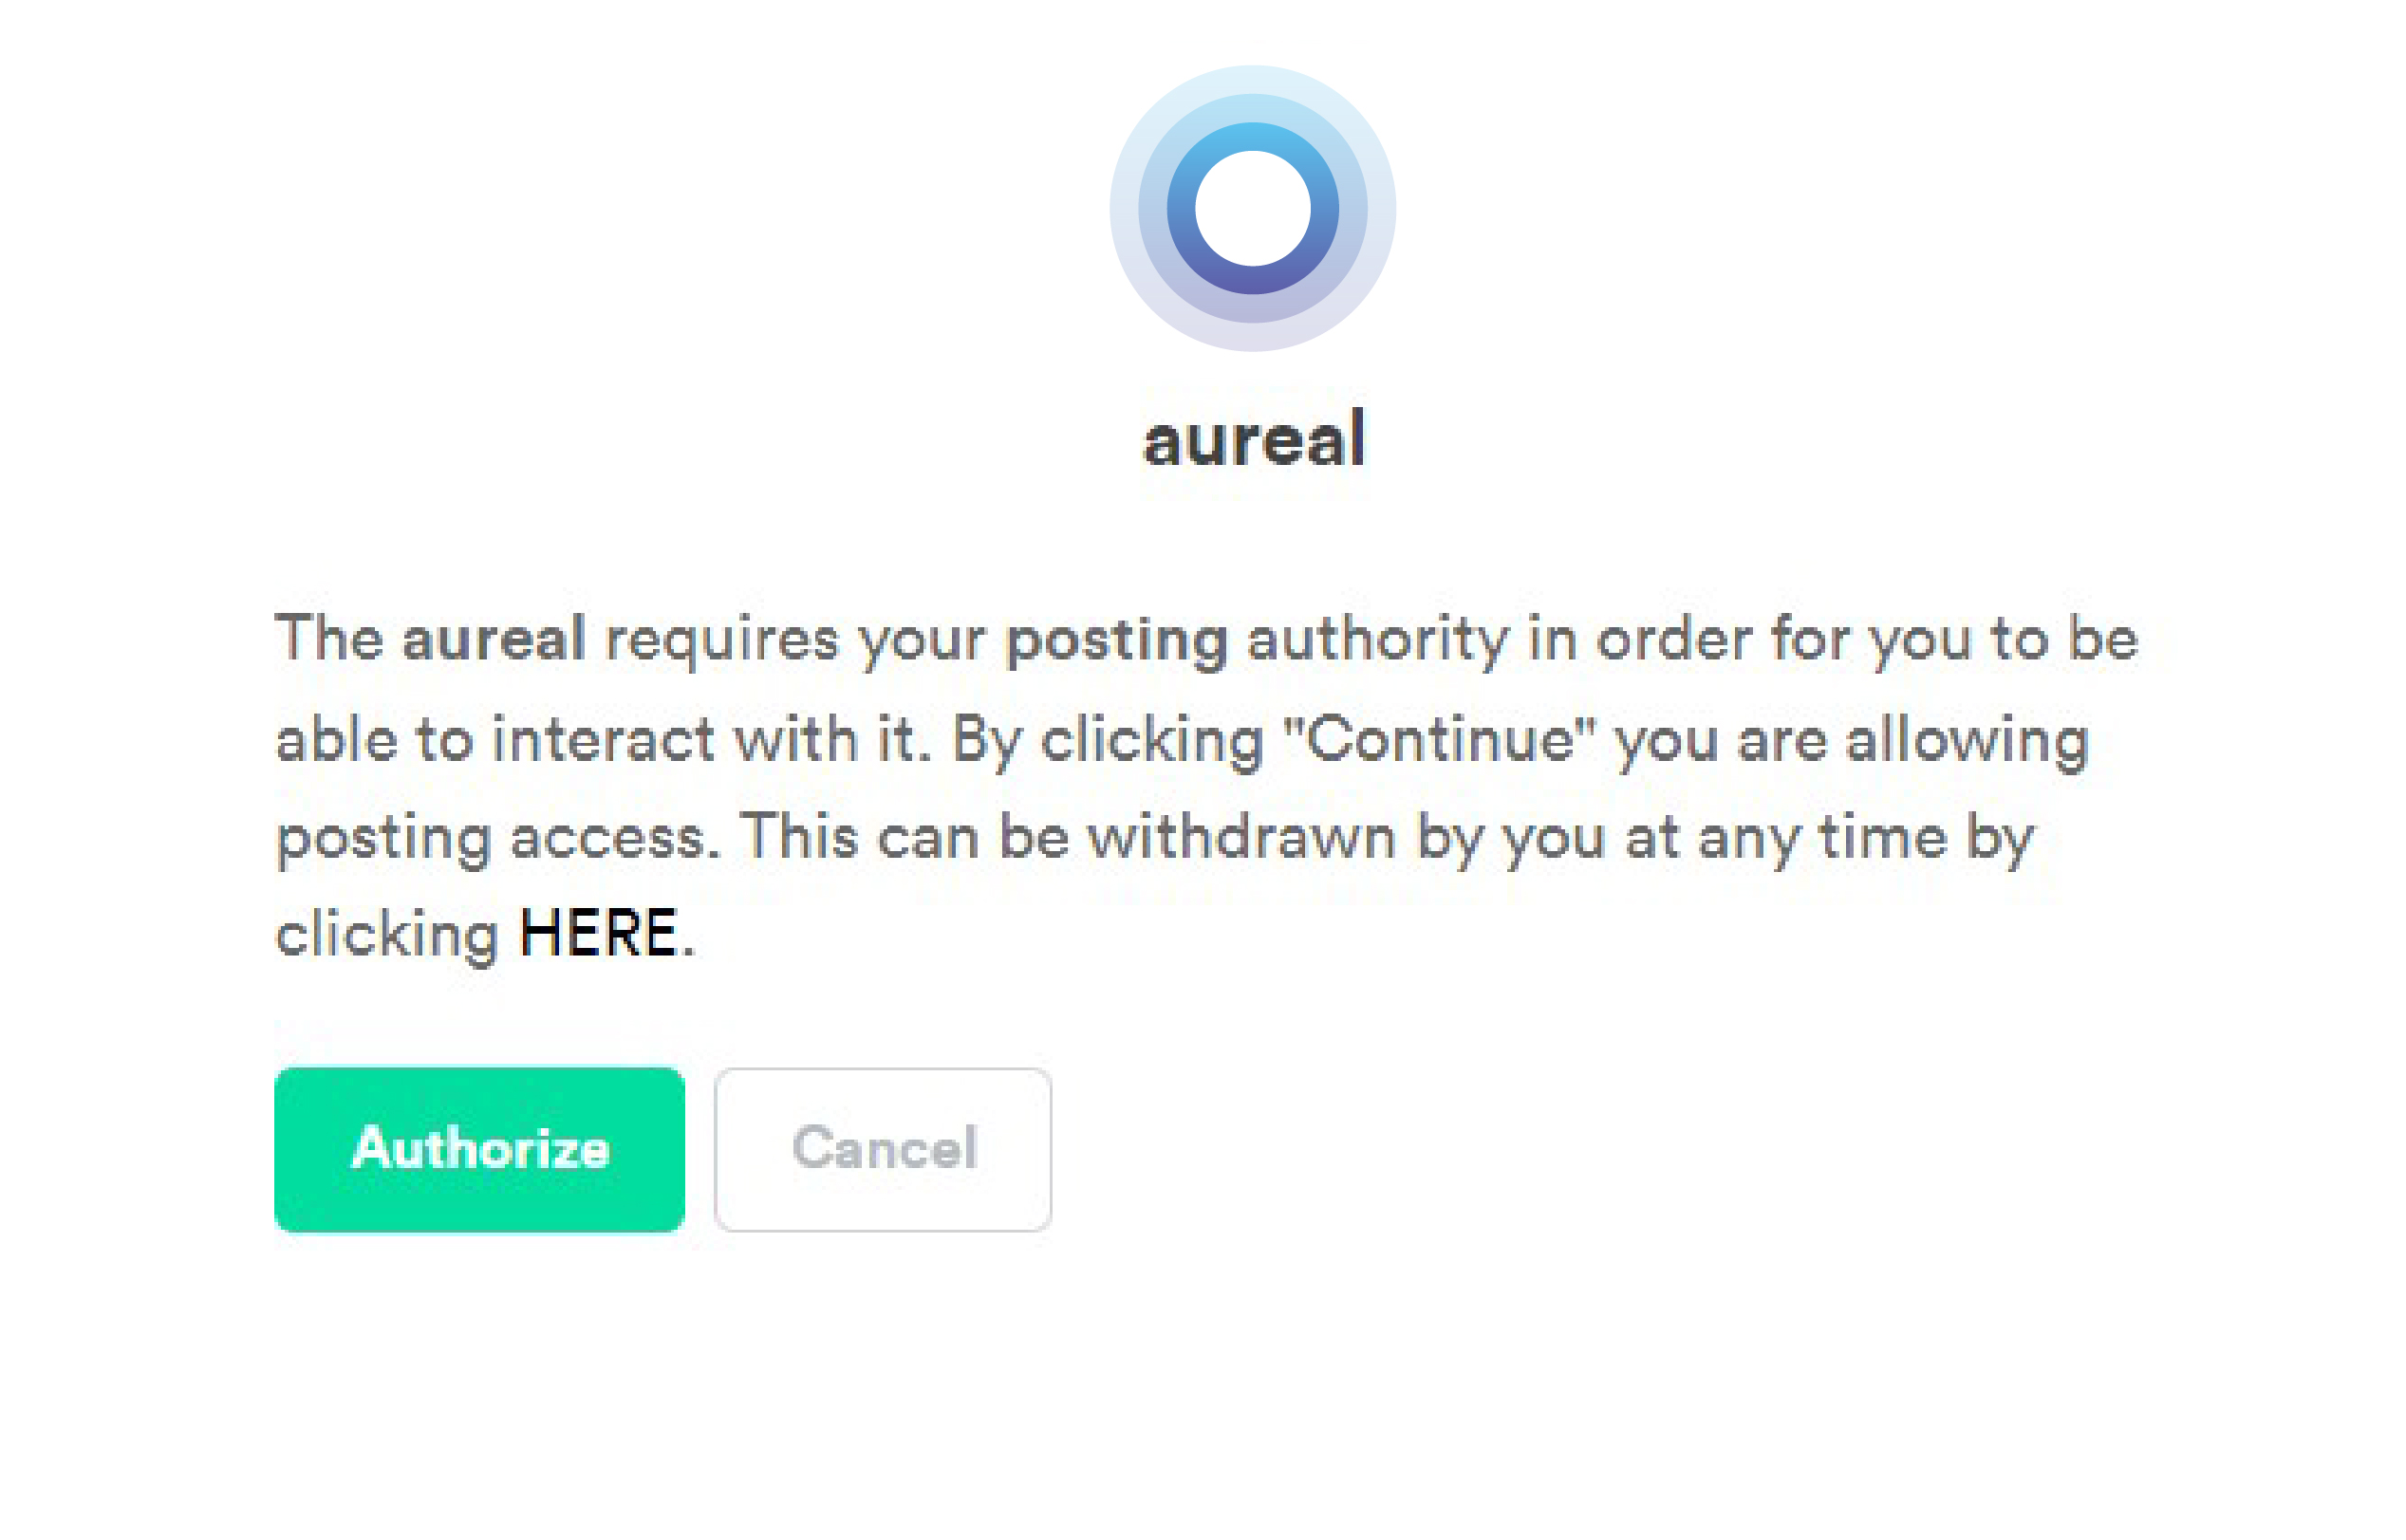 aureal
The aureal requires your posting authority in order for you to be
able to interact with it. By clicking "Continue" you are allowing
posting access. This can be withdrawn by you at any time by
clicking HERE.
Authorize Cancel